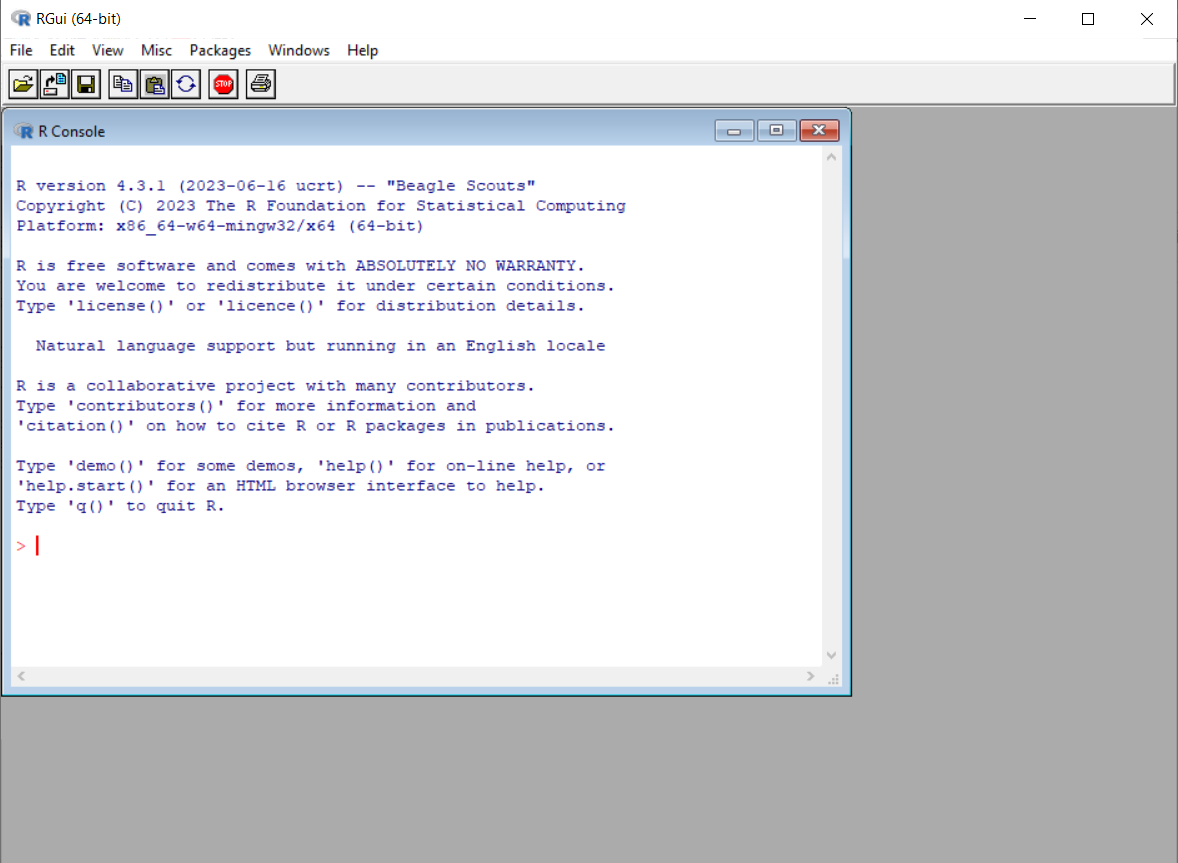 RGui (64-bit)
File Edit View Misc Packages Windows Help
STOP
R Console
R version 4.3.1 (2023-06-16 ucrt) -- "Beagle Scouts"
Copyright (C) 2023 The R Foundation for Statistical Computing
Platform: x86_64-w64-mingw32/x64 (64-bit)
R is free software and comes with ABSOLUTELY NO WARRANTY.
You are welcome to redistribute it under certain conditions.
Type 'license()' or 'licence()' for distribution details.
Natural language support but running in an English locale
R is a collaborative project with many contributors.
Type 'contributors()' for more information and
'citation()' on how to cite R or R packages in publications.
Type 'demo()' for some demos, 'help()' for on-line help, or
'help.start()' for an HTML browser interface to help.
Type 'q()' to quit R.
>